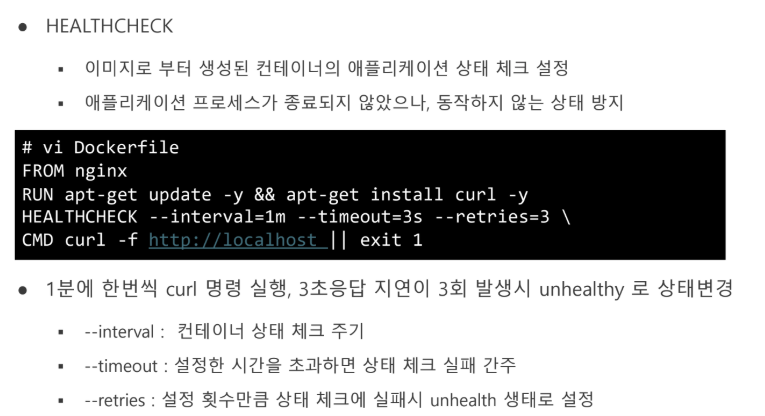 ● HEALTHCHECK
▪ 이미지로 부터 생성된 컨테이너의 애플리케이션 상태 체크 설정
▪ 애플리케이션 프로세스가 종료되지 않았으나, 동작하지 않는 상태 방지
# vi Dockerfile
FROM nginx
RUN apt-get update -y && apt-get install curl -y
HEALTHCHECK --interval=1m --timeout=3s --retries=3 \
CMD curl -f http://localhost || exit 1
● 1분에 한번씩 curl 명령 실행, 3초응답 지연이 3회 발생시 unhealthy 로 상태변경
▪ --interval : 컨테이너 상태 체크 주기
▪ --timeout : 설정한 시간을 초과하면 상태 체크 실패 간주
▪ --retries : 설정 횟수만큼 상태 체크에 실패시 unhealth 생태로 설정